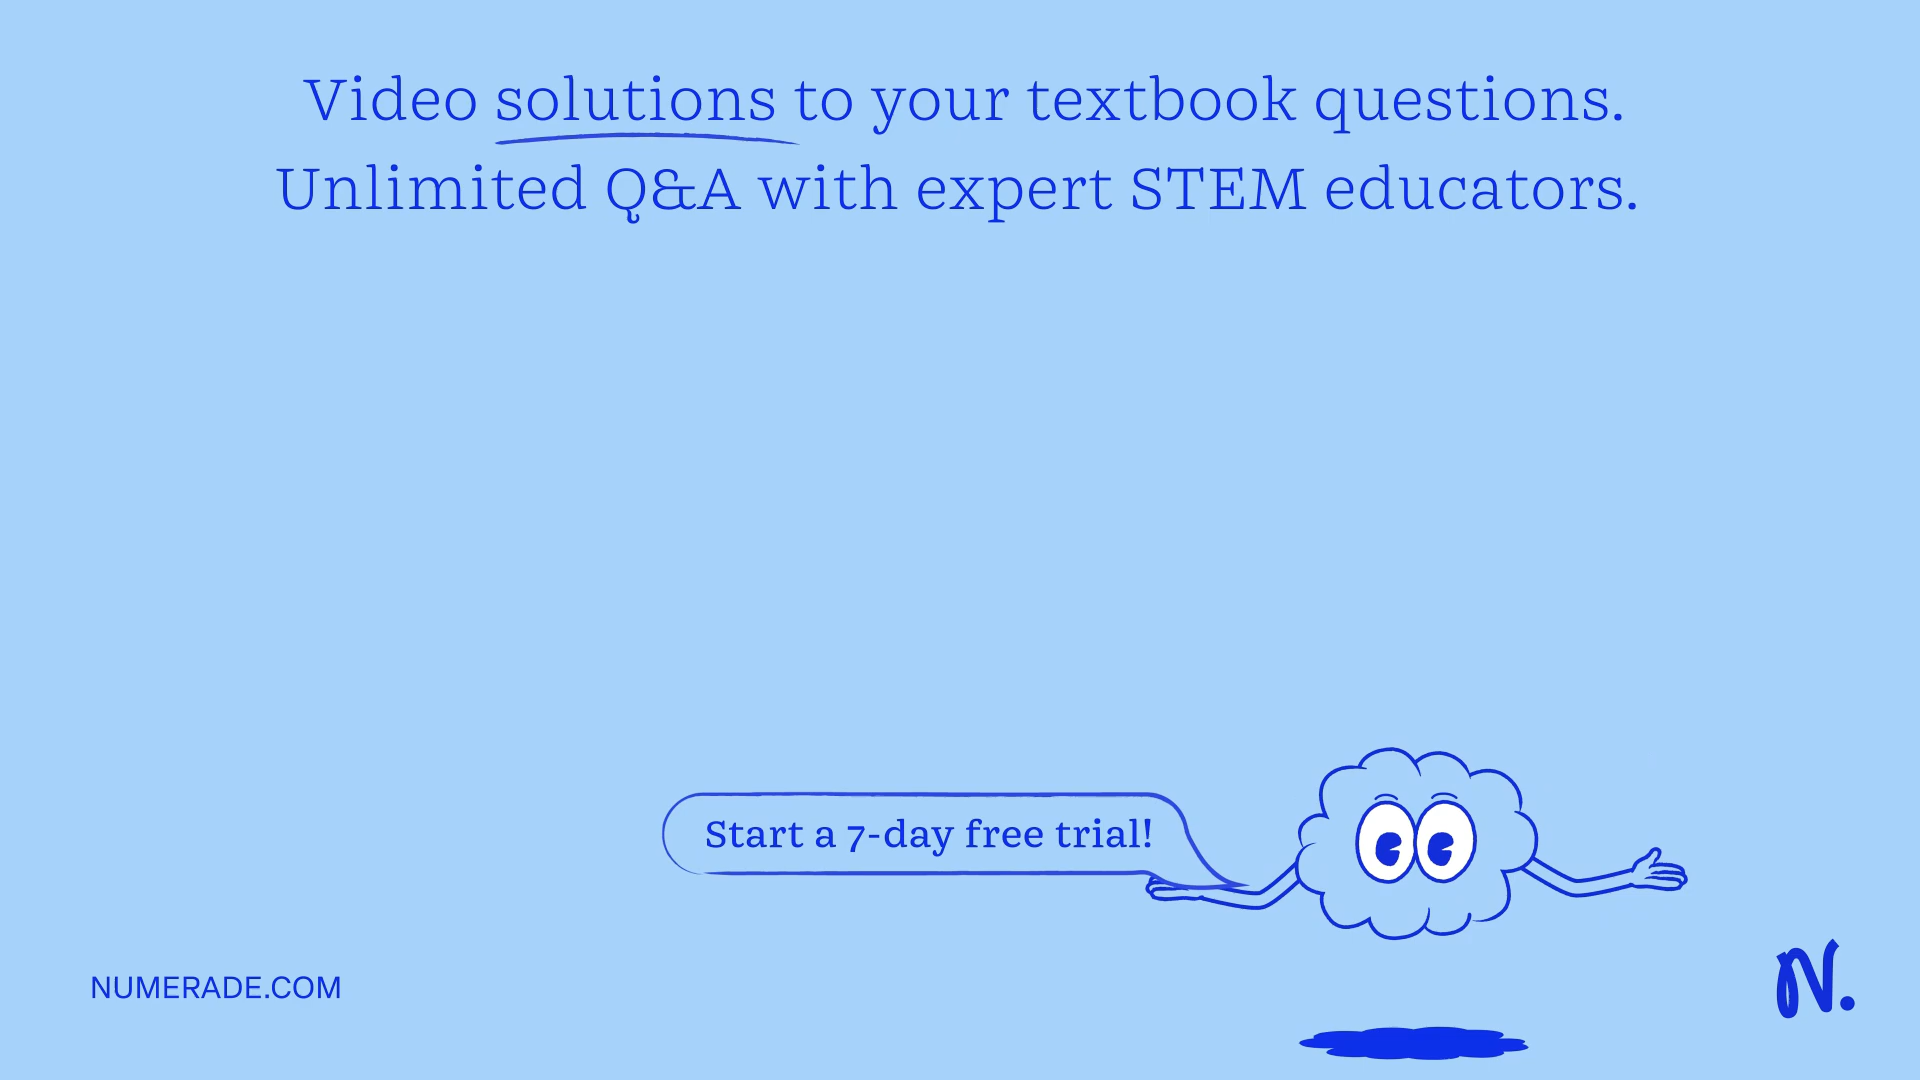 Video solutions to your textbook questions.
Unlimited Q&A with expert STEM educators.
Start a 7-day free trial!
NUMERADE.COM
N.